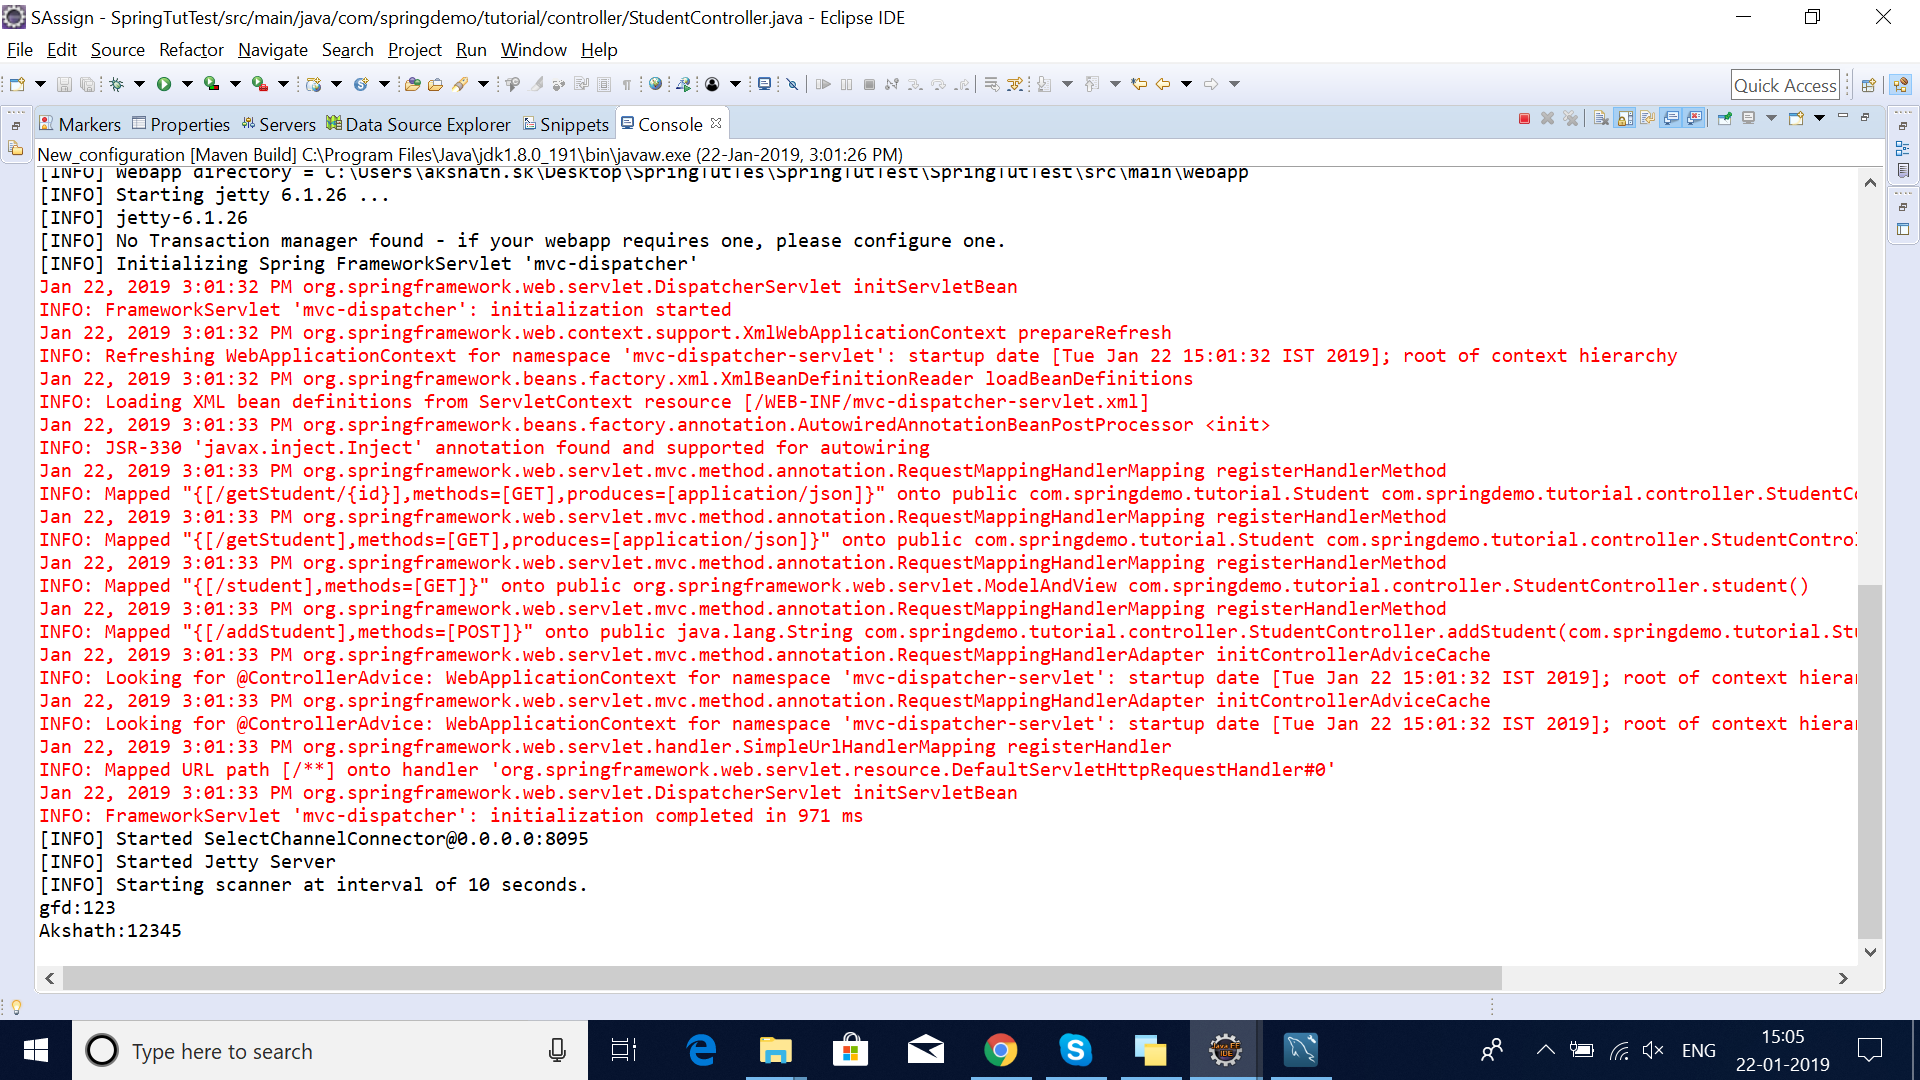 SAssign - SpringTutTest/src/main/java/com/springdemo/tutorial/controller/StudentController.java - Eclipse IDE
File Edit Source Refactor Navigate Search Project Run Window Help
Quick Access
Markers Properties Servers Data Source Explorer Snippets Console
New_configuration [Maven Build] C:\Program Files\Java\jdk1.8.0_191\bin\javaw.exe (22-Jan-2019, 3:01:26 PM)
[INFO] Webapp directory = C:\Users\akshath.sk\Desktop\SpringTutTes\SpringTutTest\SpringTutTest\src\main\webapp
[INFO] Starting jetty 6.1.26 ...
[INFO] jetty-6.1.26
[INFO] No Transaction manager found - if your webapp requires one, please configure one.
[INFO] Initializing Spring FrameworkServlet 'mvc-dispatcher'
Jan 22, 2019 3:01:32 PM org.springframework.web.servlet.DispatcherServlet initServletBean
INFO: FrameworkServlet 'mvc-dispatcher': initialization started
Jan 22, 2019 3:01:32 PM org.springframework.web.context.support.XmlWebApplicationContext prepareRefresh
INFO: Refreshing WebApplicationContext for namespace 'mvc-dispatcher-servlet': startup date [Tue Jan 22 15:01:32 IST 2019]; root of context hierarchy
Jan 22, 2019 3:01:32 PM org.springframework.beans.factory.xml.XmlBeanDefinitionReader loadBeanDefinitions
INFO: Loading XML bean definitions from ServletContext resource [/WEB-INF/mvc-dispatcher-servlet.xml]
Jan 22, 2019 3:01:33 PM org.springframework.beans.factory.annotation.AutowiredAnnotationBeanPostProcessor <init>
INFO: JSR-330 'javax.inject.Inject' annotation found and supported for autowiring
Jan 22, 2019 3:01:33 PM org.springframework.web.servlet.mvc.method.annotation.RequestMappingHandlerMapping registerHandlerMethod
INFO: Mapped "{[/getStudent/{id}],methods=[GET],produces=[application/json]}" onto public com.springdemo.tutorial.Student com.springdemo.tutorial.controller.StudentC
Jan 22, 2019 3:01:33 PM org.springframework.web.servlet.mvc.method.annotation.RequestMappingHandlerMapping registerHandlerMethod
INFO: Mapped "{[/getStudent],methods=[GET],produces=[application/json]}" onto public com.springdemo.tutorial.Student com.springdemo.tutorial.controller.StudentContro
Jan 22, 2019 3:01:33 PM org.springframework.web.servlet.mvc.method.annotation.RequestMappingHandlerMapping registerHandlerMethod
INFO: Mapped "{[/student],methods=[GET]}" onto public org.springframework.web.servlet.ModelAndView com.springdemo.tutorial.controller.StudentController.student()
Jan 22, 2019 3:01:33 PM org.springframework.web.servlet.mvc.method.annotation.RequestMappingHandlerMapping registerHandlerMethod
INFO: Mapped "{[/addStudent],methods=[POST]}" onto public java.lang.String com.springdemo.tutorial.controller.StudentController.addStudent(com.springdemo.tutorial.St
Jan 22, 2019 3:01:33 PM org.springframework.web.servlet.mvc.method.annotation.RequestMappingHandlerAdapter initControllerAdviceCache
INFO: Looking for @ControllerAdvice: WebApplicationContext for namespace 'mvc-dispatcher-servlet': startup date [Tue Jan 22 15:01:32 IST 2019]; root of context hiera
Jan 22, 2019 3:01:33 PM org.springframework.web.servlet.mvc.method.annotation.RequestMappingHandlerAdapter initControllerAdviceCache
INFO: Looking for @ControllerAdvice: WebApplicationContext for namespace 'mvc-dispatcher-servlet': startup date [Tue Jan 22 15:01:32 IST 2019]; root of context hiera
Jan 22, 2019 3:01:33 PM org.springframework.web.servlet.handler.SimpleUrlHandlerMapping registerHandler
INFO: Mapped URL path [/**] onto handler 'org.springframework.web.servlet.resource.DefaultServletHttpRequestHandler#0'
Jan 22, 2019 3:01:33 PM org.springframework.web.servlet.DispatcherServlet initServletBean
INFO: FrameworkServlet 'mvc-dispatcher': initialization completed in 971 ms
[INFO] Started SelectChannelConnector@0.0.0.0:8095
[INFO] Started Jetty Server
[INFO] Starting scanner at interval of 10 seconds.
gfd:123
Akshath:12345
Type here to search
ENG
15:05
22-01-2019